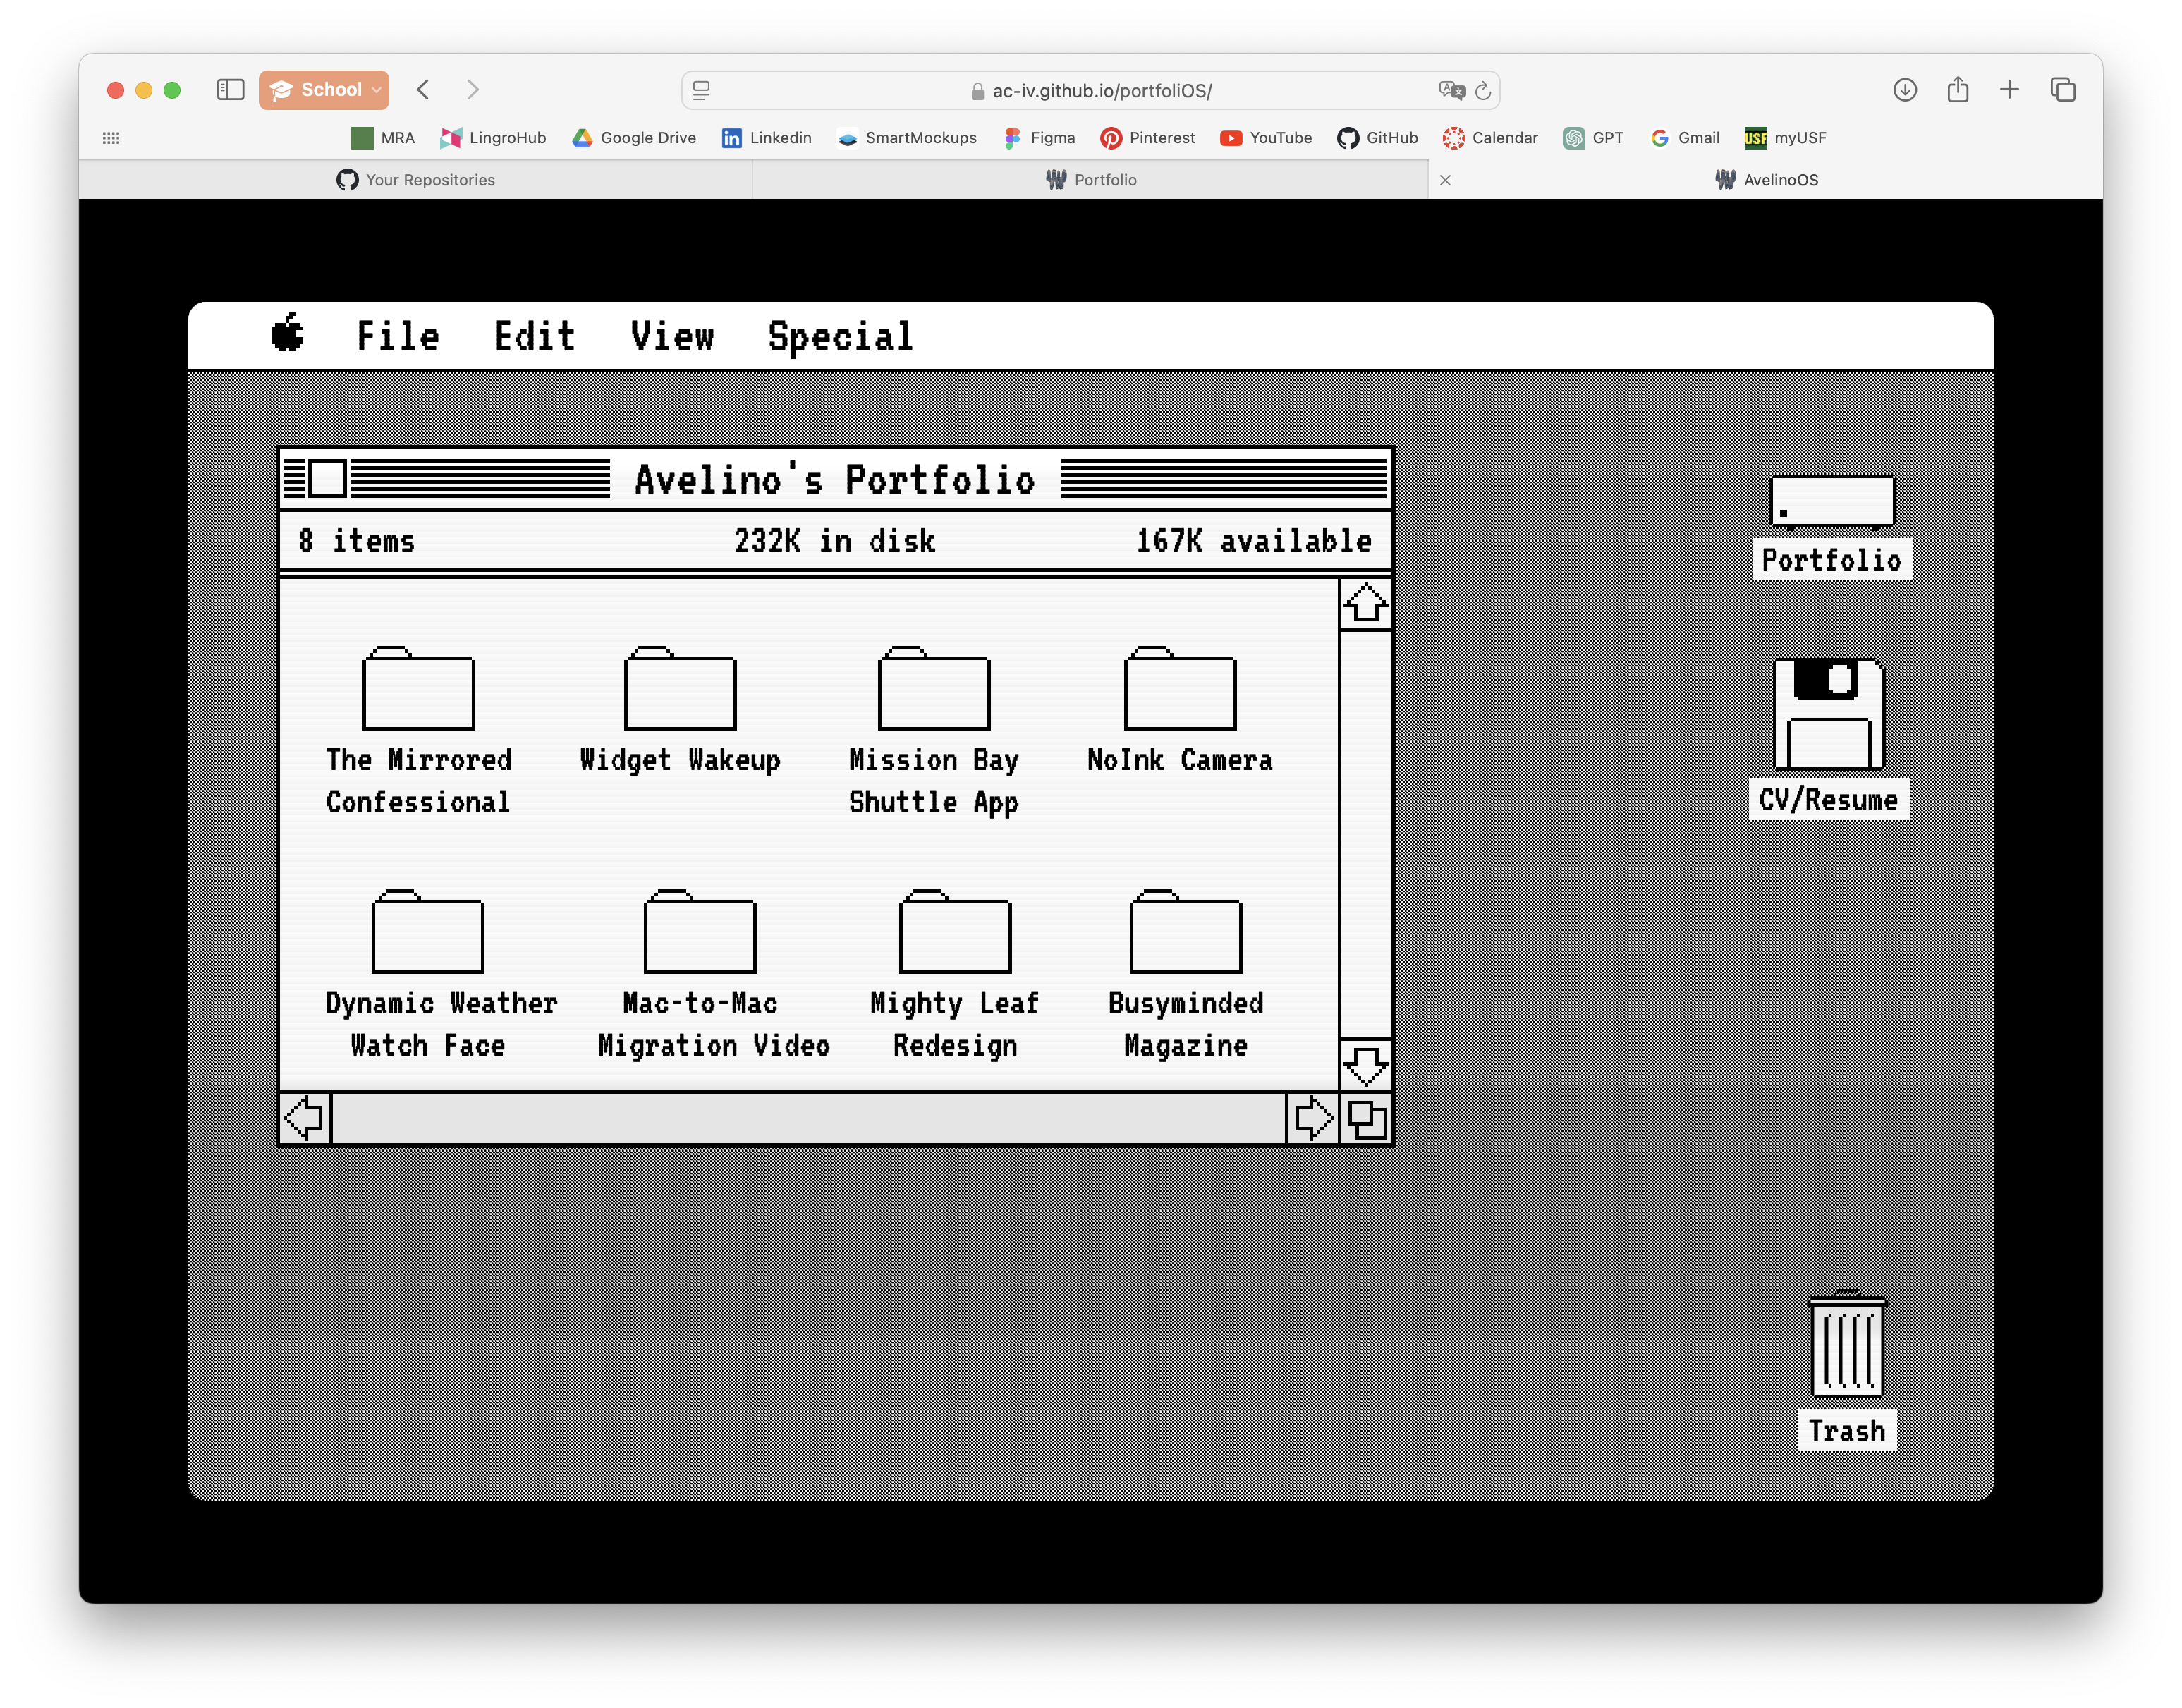 School
ac-iv.github.io/portfoliOS/
MRA LingroHub Google Drive Linkedin SmartMockups Figma Pinterest YouTube GitHub Calendar GPT Gmail USF myUSF
Your Repositories Portfolio AvelinoOS
File Edit View Special
Avelino's Portfolio
8 items 232K in disk 167K available
The Mirrored
Confessional
Widget Wakeup
Mission Bay
Shuttle App
NoInk Camera
Dynamic Weather
Watch Face
Mac-to-Mac
Migration Video
Mighty Leaf
Redesign
Busyminded
Magazine
Portfolio
CV/Resume
Trash